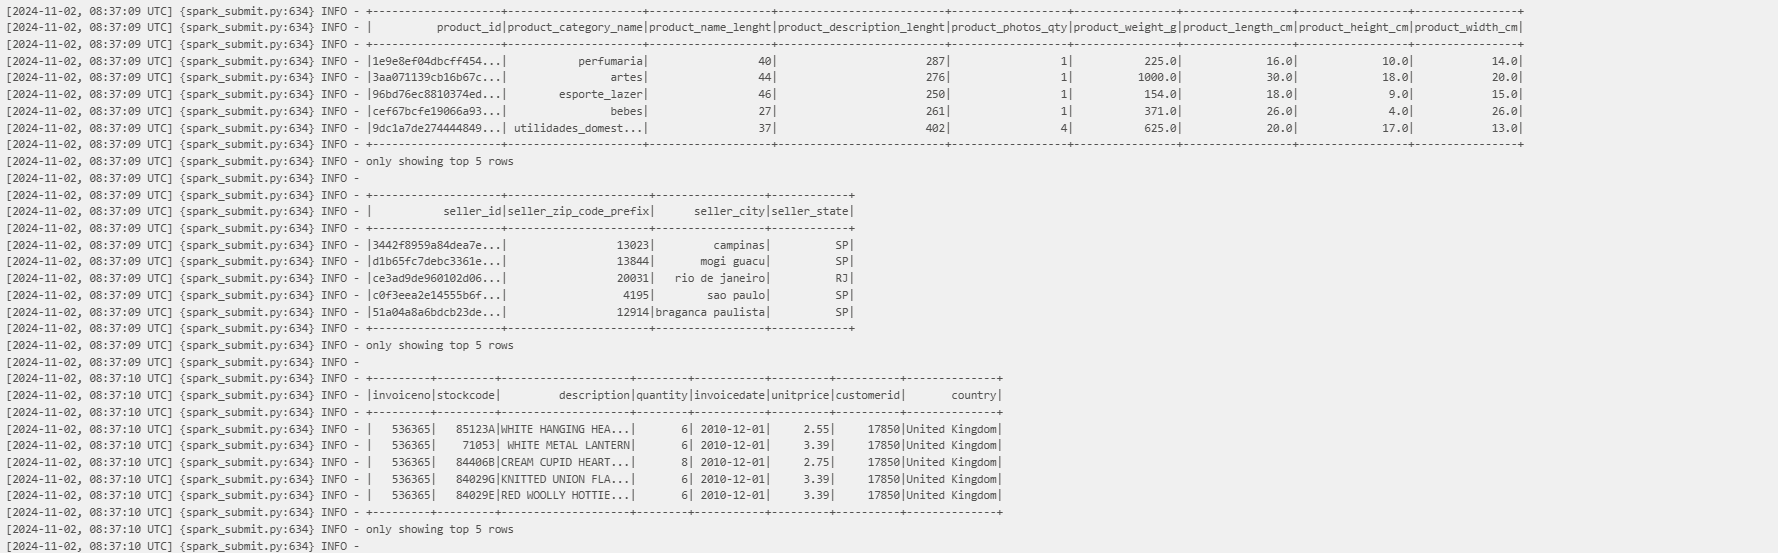 [2024-11-02, 08:37:09 UTC] {spark_submit.py:634} INFO - +--------------------+---------------------+-------------------+--------------------------+------------------+----------------+-----------------+-----------------+----------------+
[2024-11-02, 08:37:09 UTC] {spark_submit.py:634} INFO - |          product_id|product_category_name|product_name_lenght|product_description_lenght|product_photos_qty|product_weight_g|product_length_cm|product_height_cm|product_width_cm|
[2024-11-02, 08:37:09 UTC] {spark_submit.py:634} INFO - +--------------------+---------------------+-------------------+--------------------------+------------------+----------------+-----------------+-----------------+----------------+
[2024-11-02, 08:37:09 UTC] {spark_submit.py:634} INFO - |1e9e8ef04dbcff454...|           perfumaria|                 40|                       287|                 1|           225.0|             16.0|             10.0|            14.0|
[2024-11-02, 08:37:09 UTC] {spark_submit.py:634} INFO - |3aa071139cb16b67c...|                artes|                 44|                       276|                 1|          1000.0|             30.0|             18.0|            20.0|
[2024-11-02, 08:37:09 UTC] {spark_submit.py:634} INFO - |96bd76ec8810374ed...|        esporte_lazer|                 46|                       250|                 1|           154.0|             18.0|              9.0|            15.0|
[2024-11-02, 08:37:09 UTC] {spark_submit.py:634} INFO - |cef67bcfe19066a93...|                bebes|                 27|                       261|                 1|           371.0|             26.0|              4.0|            26.0|
[2024-11-02, 08:37:09 UTC] {spark_submit.py:634} INFO - |9dc1a7de274444849...| utilidades_domest...|                 37|                       402|                 4|           625.0|             20.0|             17.0|            13.0|
[2024-11-02, 08:37:09 UTC] {spark_submit.py:634} INFO - +--------------------+---------------------+-------------------+--------------------------+------------------+----------------+-----------------+-----------------+----------------+
[2024-11-02, 08:37:09 UTC] {spark_submit.py:634} INFO - only showing top 5 rows
[2024-11-02, 08:37:09 UTC] {spark_submit.py:634} INFO -
[2024-11-02, 08:37:09 UTC] {spark_submit.py:634} INFO - +--------------------+----------------------+-----------------+------------+
[2024-11-02, 08:37:09 UTC] {spark_submit.py:634} INFO - |           seller_id|seller_zip_code_prefix|      seller_city|seller_state|
[2024-11-02, 08:37:09 UTC] {spark_submit.py:634} INFO - +--------------------+----------------------+-----------------+------------+
[2024-11-02, 08:37:09 UTC] {spark_submit.py:634} INFO - |3442f8959a84dea7e...|                 13023|         campinas|          SP|
[2024-11-02, 08:37:09 UTC] {spark_submit.py:634} INFO - |d1b65fc7debc3361e...|                 13844|       mogi guacu|          SP|
[2024-11-02, 08:37:09 UTC] {spark_submit.py:634} INFO - |ce3ad9de960102d06...|                 20031|   rio de janeiro|          RJ|
[2024-11-02, 08:37:09 UTC] {spark_submit.py:634} INFO - |c0f3eea2e14555b6f...|                  4195|        sao paulo|          SP|
[2024-11-02, 08:37:09 UTC] {spark_submit.py:634} INFO - |51a04a8a6bdcb23de...|                 12914|braganca paulista|          SP|
[2024-11-02, 08:37:09 UTC] {spark_submit.py:634} INFO - +--------------------+----------------------+-----------------+------------+
[2024-11-02, 08:37:09 UTC] {spark_submit.py:634} INFO - only showing top 5 rows
[2024-11-02, 08:37:09 UTC] {spark_submit.py:634} INFO -
[2024-11-02, 08:37:10 UTC] {spark_submit.py:634} INFO - +---------+---------+--------------------+--------+-----------+---------+----------+--------------+
[2024-11-02, 08:37:10 UTC] {spark_submit.py:634} INFO - |invoiceno|stockcode|         description|quantity|invoicedate|unitprice|customerid|       country|
[2024-11-02, 08:37:10 UTC] {spark_submit.py:634} INFO - +---------+---------+--------------------+--------+-----------+---------+----------+--------------+
[2024-11-02, 08:37:10 UTC] {spark_submit.py:634} INFO - |   536365|   85123A|WHITE HANGING HEA...|       6| 2010-12-01|     2.55|     17850|United Kingdom|
[2024-11-02, 08:37:10 UTC] {spark_submit.py:634} INFO - |   536365|    71053| WHITE METAL LANTERN|       6| 2010-12-01|     3.39|     17850|United Kingdom|
[2024-11-02, 08:37:10 UTC] {spark_submit.py:634} INFO - |   536365|   84406B|CREAM CUPID HEART...|       8| 2010-12-01|     2.75|     17850|United Kingdom|
[2024-11-02, 08:37:10 UTC] {spark_submit.py:634} INFO - |   536365|   84029G|KNITTED UNION FLA...|       6| 2010-12-01|     3.39|     17850|United Kingdom|
[2024-11-02, 08:37:10 UTC] {spark_submit.py:634} INFO - |   536365|   84029E|RED WOOLLY HOTTIE...|       6| 2010-12-01|     3.39|     17850|United Kingdom|
[2024-11-02, 08:37:10 UTC] {spark_submit.py:634} INFO - +---------+---------+--------------------+--------+-----------+---------+----------+--------------+
[2024-11-02, 08:37:10 UTC] {spark_submit.py:634} INFO - only showing top 5 rows
[2024-11-02, 08:37:10 UTC] {spark_submit.py:634} INFO -